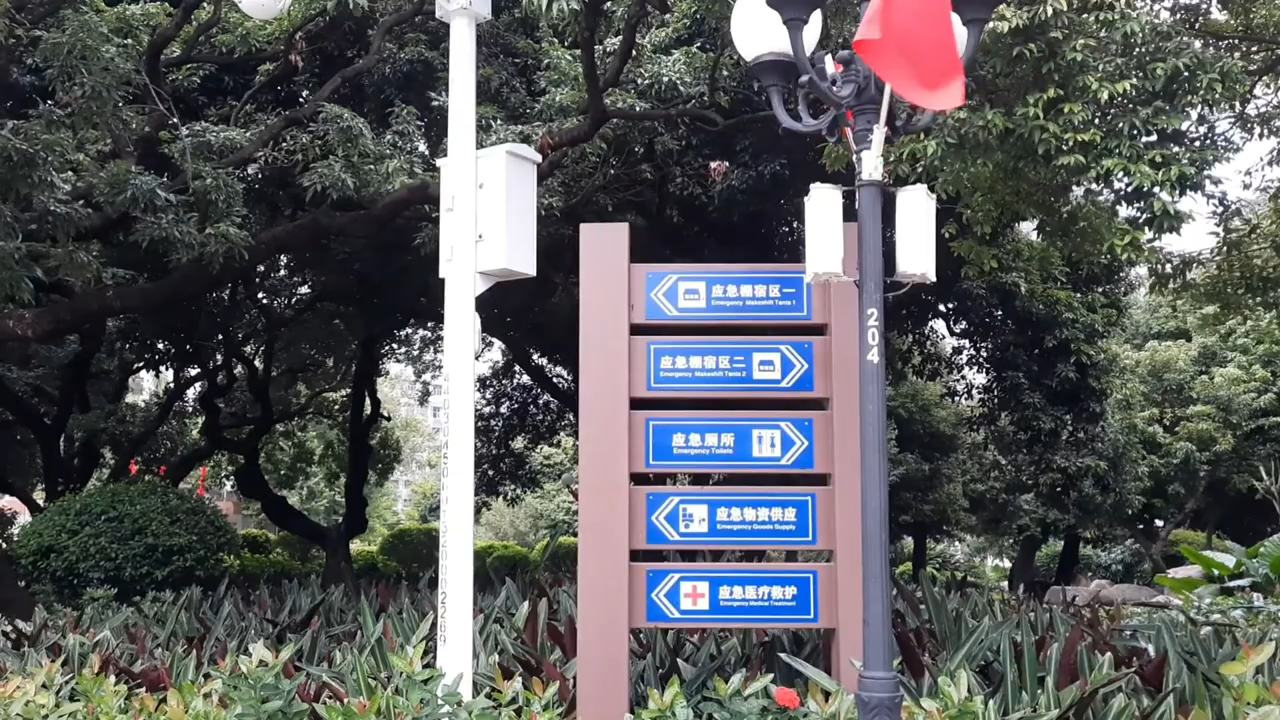 应急棚宿区一
Emergency Makeshift Tents 1
应急棚宿区二
Emergency Makeshift Tents 2
应急厕所
Emergency Toilets
应急物资供应
Emergency Goods Supply
应急医疗救护
Emergency Medical Treatment
204